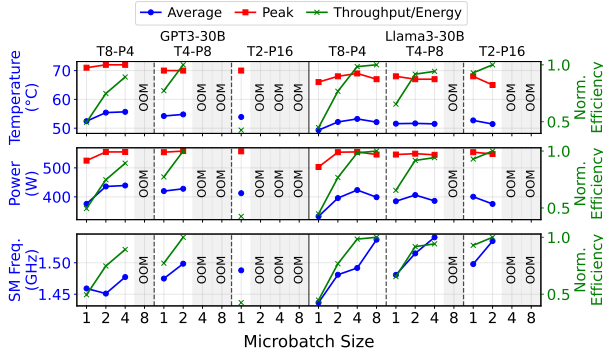 Average Peak Throughput/Energy
GPT3-30B Llama3-30B
T8-P4 T4-P8 T2-P16 T8-P4 T4-P8 T2-P16
Temperature
(°C)
70
60
50
OOM OOM OOM OOM OOM OOM OOM OOM OOM
1.0
0.5
Norm.
Efficiency
Power
(W)
500
400
OOM OOM OOM OOM OOM OOM OOM OOM OOM
1.0
0.5
Norm.
Efficiency
SM Freq.
(GHz)
1.50
1.45
OOM OOM OOM OOM OOM OOM OOM OOM OOM
1.0
0.5
Norm.
Efficiency
1 2 4 8 1 2 4 8 1 2 4 8 1 2 4 8 1 2 4 8 1 2 4 8
Microbatch Size